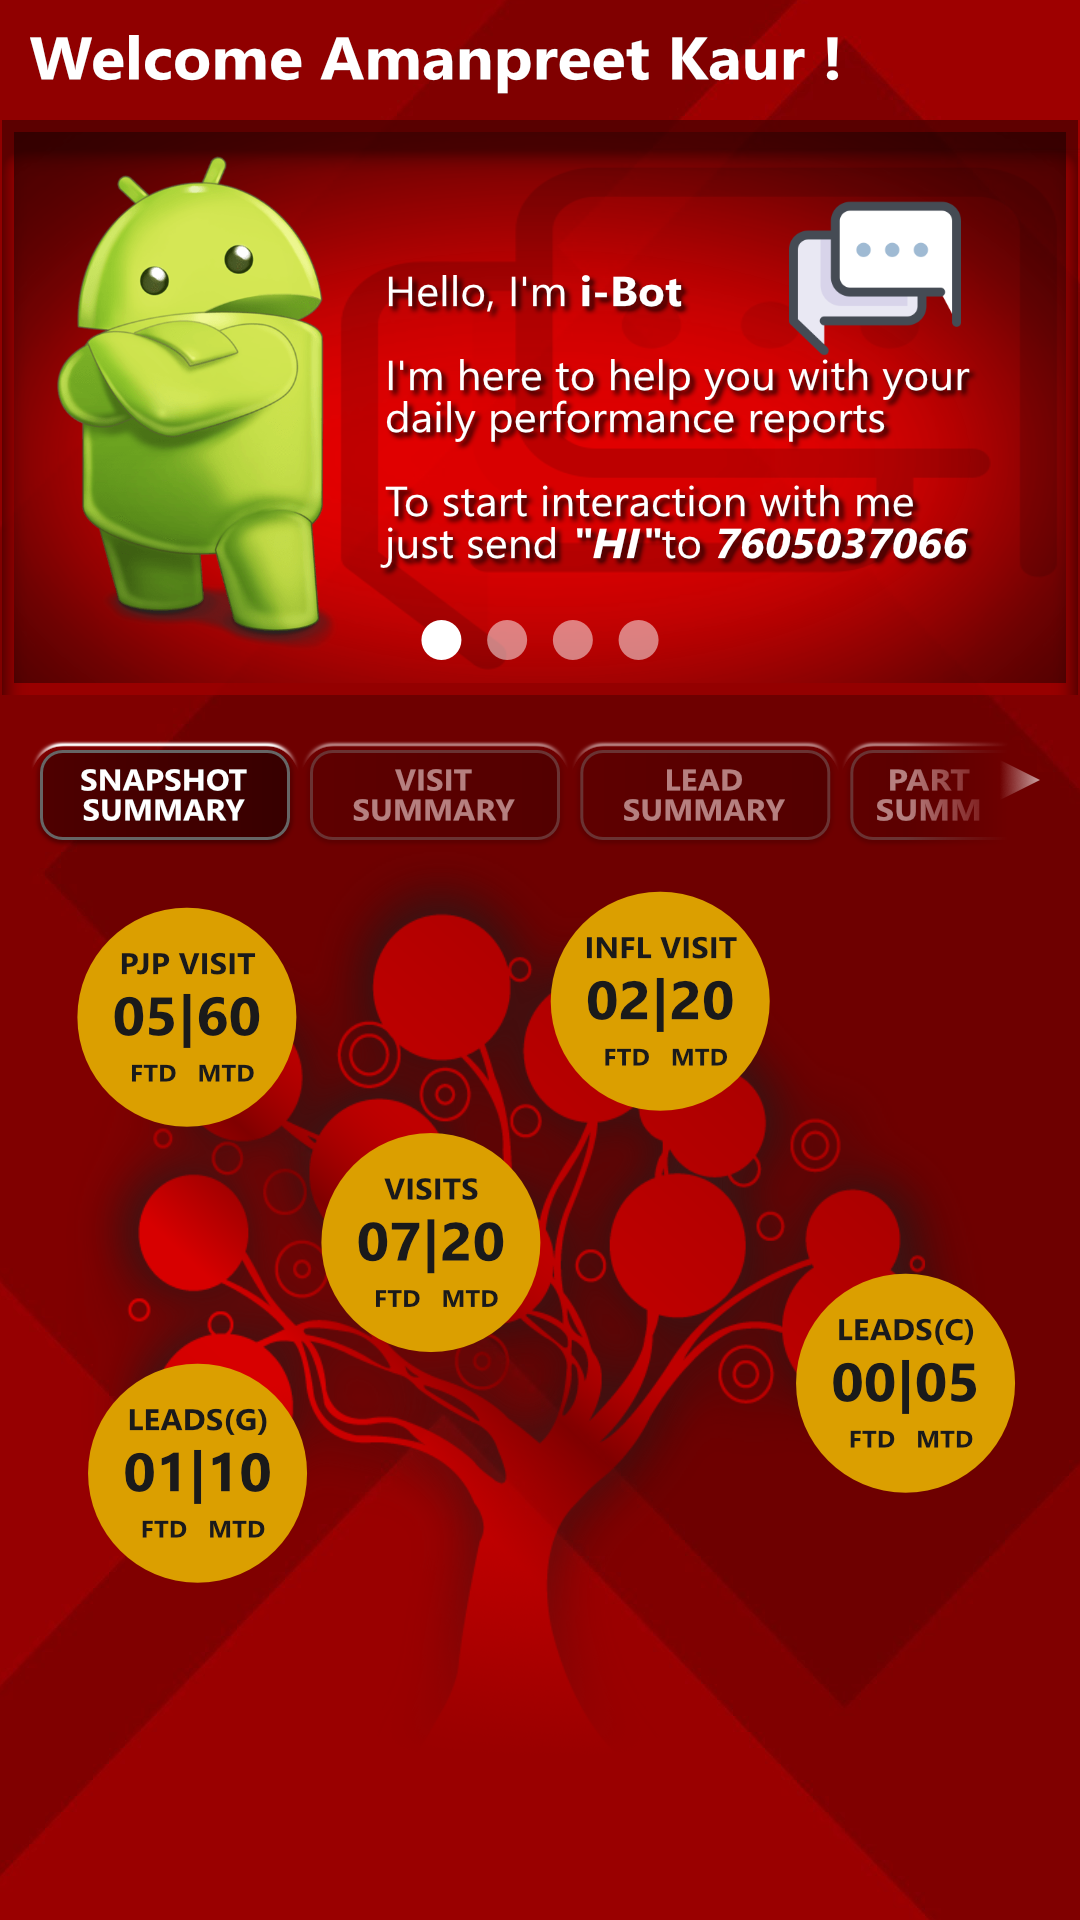 Welcome Amanpreet Kaur !
Hello, I'm i-Bot
I'm here to help you with your
daily performance reports
To start interaction with me
just send "HI"to 7605037066
SNAPSHOT
SUMMARY
VISIT
SUMMARY
LEAD
SUMMARY
PART
SUMM
PJP VISIT
05|60
FTD MTD
INFL VISIT
02|20
FTD MTD
VISITS
07|20
FTD MTD
LEADS(C)
00|05
FTD MTD
LEADS(G)
01|10
FTD MTD